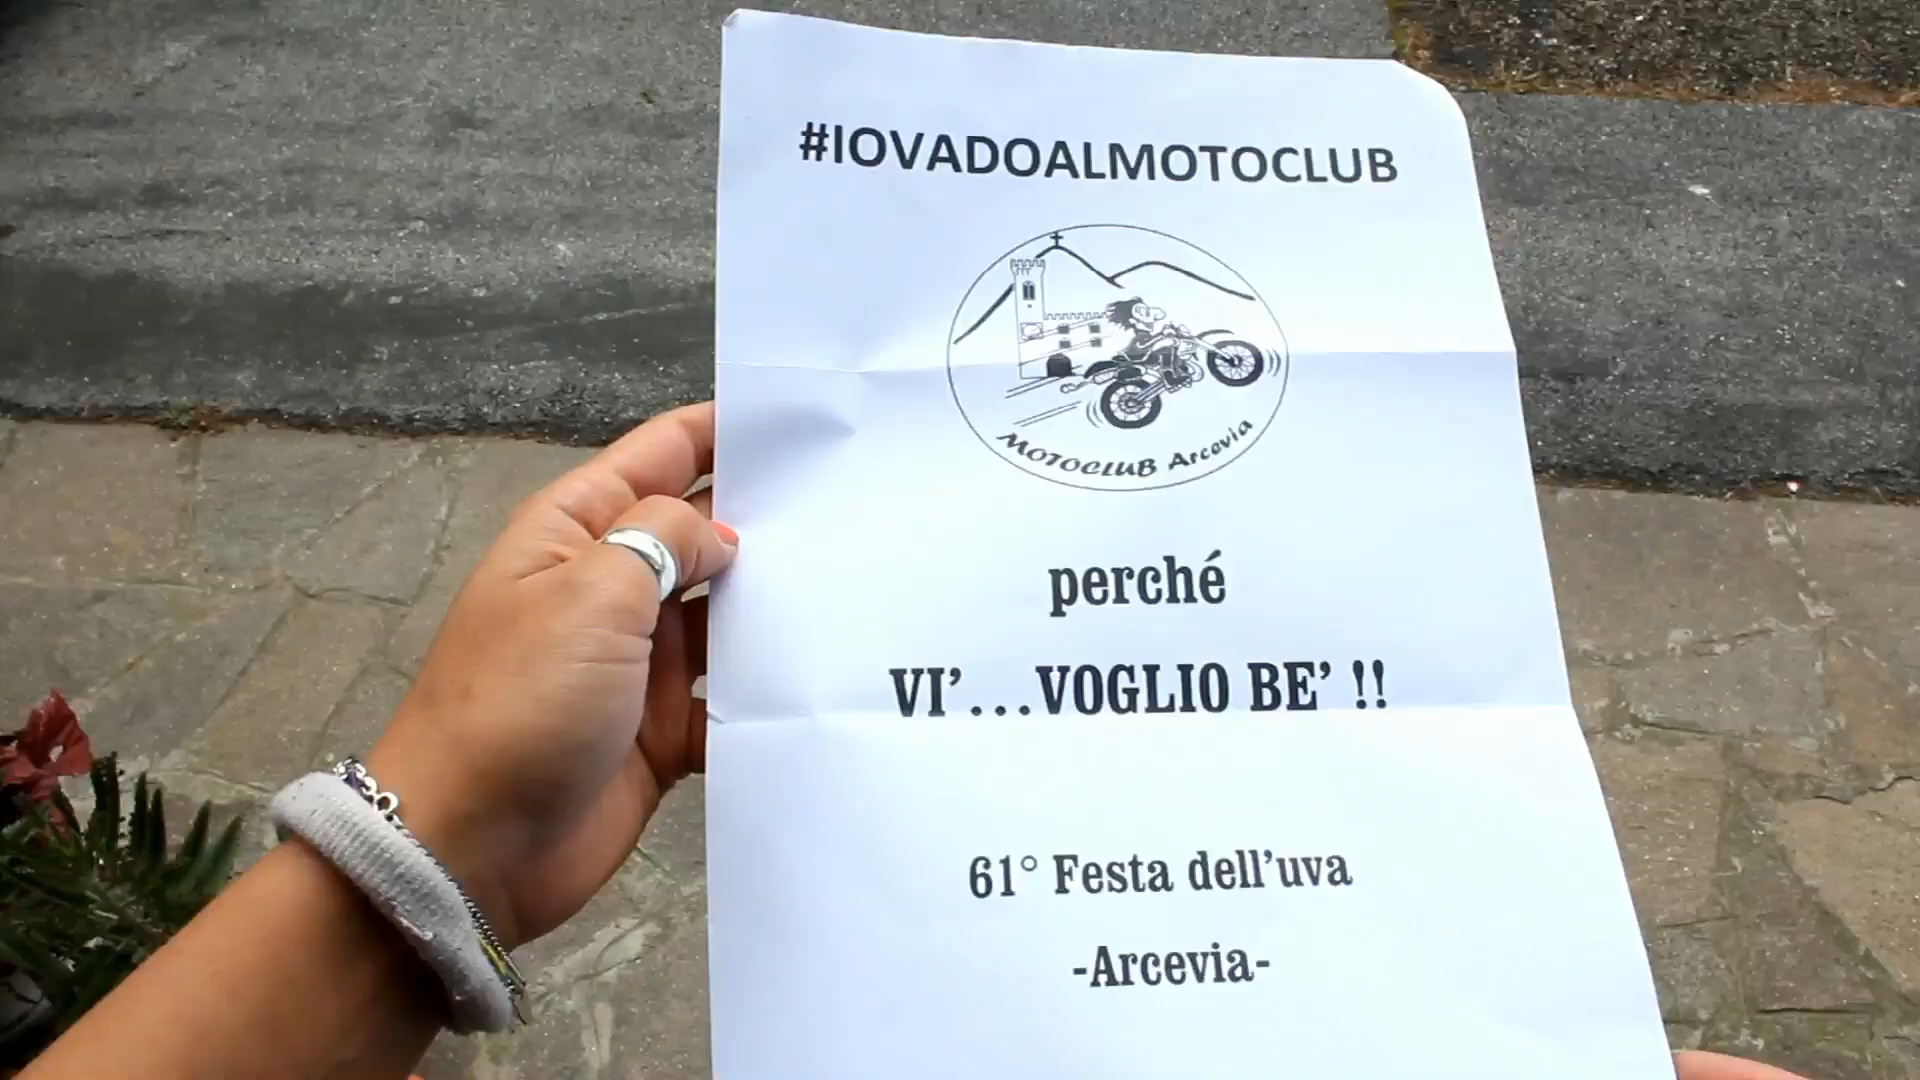 #IOVADOALMOTOCLUB
MOTOCLUB Arcevia
perché
VI’...VOGLIO BE’ !!
61° Festa dell’uva
-Arcevia-